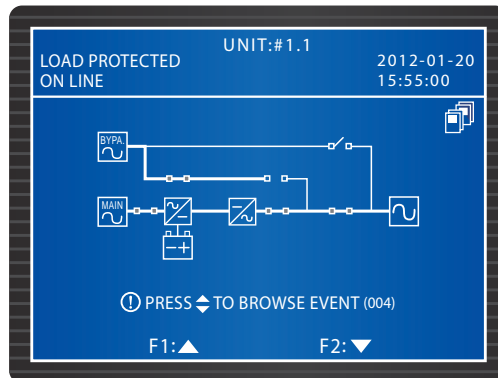 UNIT:#1.1
LOAD PROTECTED
2012-01-20
ON LINE
15:55:00
BYPA.
MAIN
PRESS TO BROWSE EVENT (004)
F1: F2: